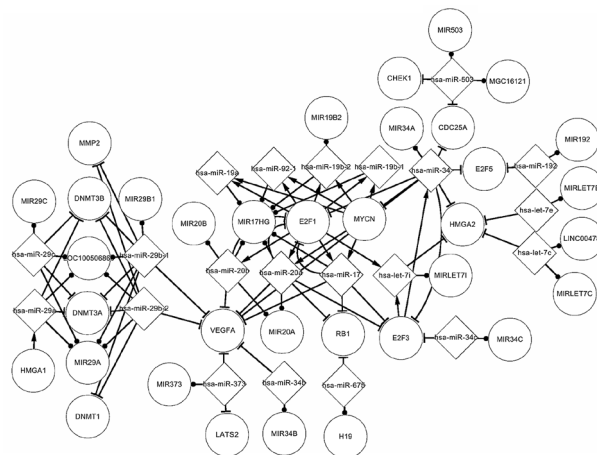 MIR503
CHEK1
hsa-miR-503
MGC16121
MIR19B2
MIR34A
CDC25A
MIR192
MMP2
hsa-miR-19a
hsa-miR-92-1
hsa-miR-19b-2
hsa-miR-19b-1
hsa-miR-34
E2F5
hsa-miR-192
MIRLET7E
MIR29C
DNMT3B
MIR29B1
MIR20B
MIR17HG
E2F1
MYCN
HMGA2
hsa-let-7e
LINC00478
hsa-miR-29c
hsa-miR-29b-1
hsa-miR-20b
hsa-miR-20a
hsa-miR-17
hsa-let-7i
MIRLET7I
hsa-let-7c
MIRLET7C
hsa-miR-29a
DNMT3A
hsa-miR-29b-2
VEGFA
MIR20A
RB1
E2F3
hsa-miR-34c
MIR34C
HMGA1
MIR29A
MIR373
hsa-miR-373
hsa-miR-34b
hsa-miR-675
DNMT1
LATS2
MIR34B
H19